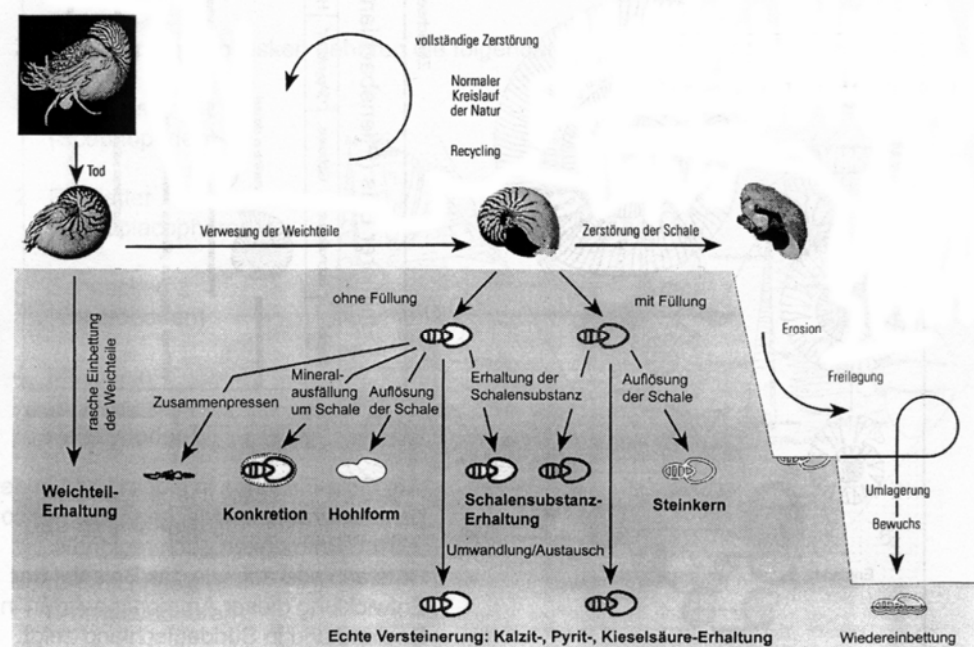 vollständige Zerstörung
Normaler
Kreislauf
der Natur
Recycling
Tod
Verwesung der Weichteile
Zerstörung der Schale
ohne Füllung
mit Füllung
Erosion
Freilegung
rasche Einbettung
der Weichteile
Zusammenpressen
Mineral-
ausfällung
um Schale
Auflösung
der Schale
Erhaltung der
Schalensubstanz
Auflösung
der Schale
Weichteil-
Erhaltung
Konkretion
Hohlform
Schalensubstanz-
Erhaltung
Steinkern
Umlagerung
Bewuchs
Umwandlung/Austausch
Echte Versteinerung: Kalzit-, Pyrit-, Kieselsäure-Erhaltung
Wiedereinbettung